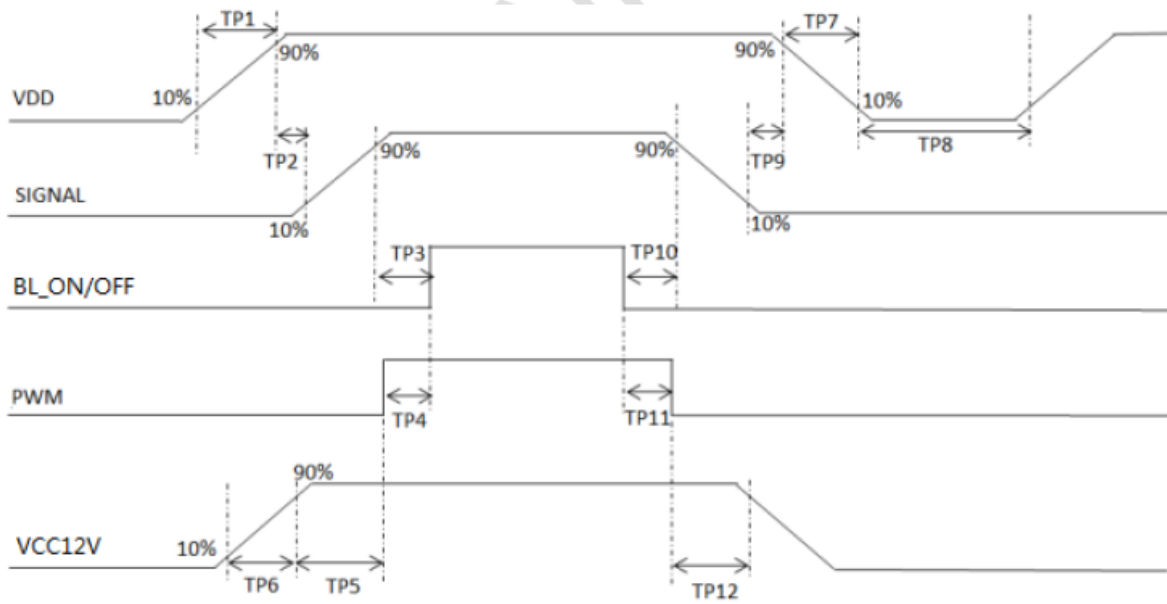 TP1
TP7
90%
90%
VDD
10%
10%
TP2
90%
90%
TP9
TP8
SIGNAL
10%
10%
TP3
TP10
BL_ON/OFF
PWM
TP4
TP11
90%
VCC12V
10%
TP6
TP5
TP12